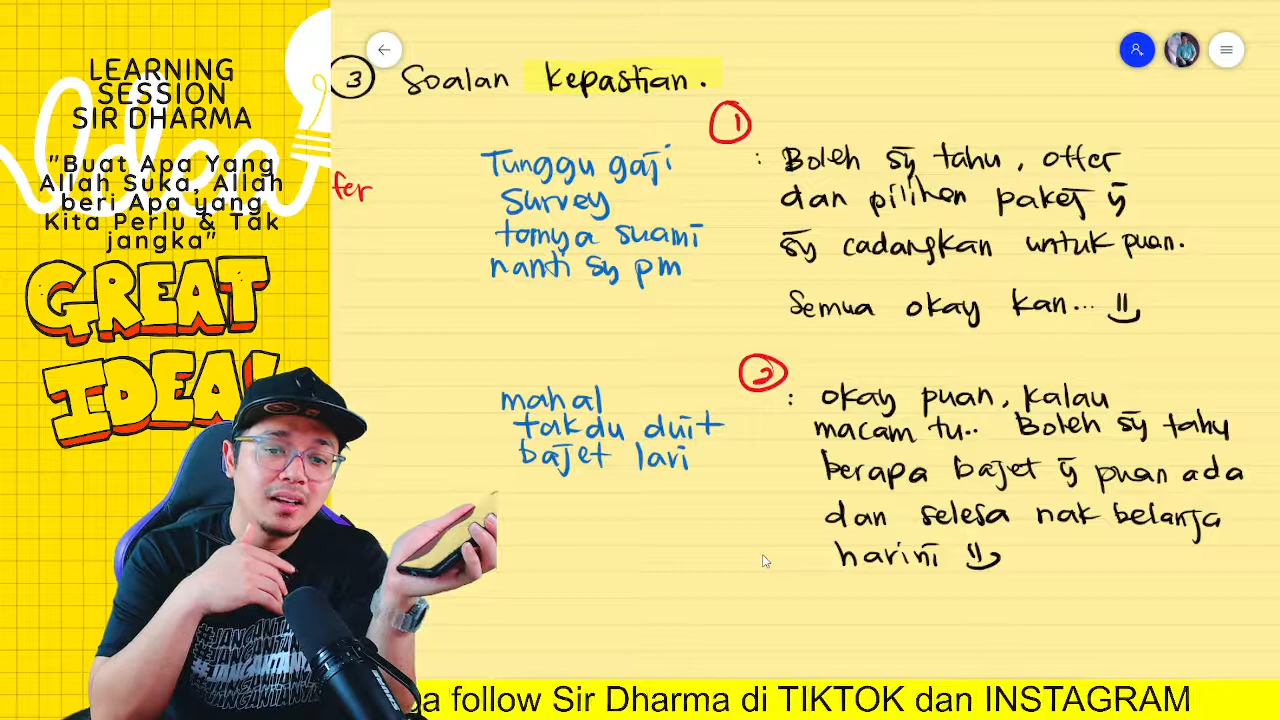 LEARNING
SESSION
SIR DHARMA
"Buat Apa Yang
Allah Suka, Allah
beri Apa yang
Kita Perlu & Tak
jangka"
GREAT
IDEA!
3 Soalan kepastian.
fer
Tunggu gaji
survey
tanya suami
nanti sy pm
1
: Boleh sy tahu, offer
dan pilihan pakej ȳ
sy cadangkan untuk puan.
Semua okay kan...
mahal
takdu duit
bajet lari
2
: okay puan, kalau
macam tu.. Boleh sy tahu
berapa bajet ȳ puan ada
dan selesa nak belanja
harini
#JANGANTAN
follow Sir Dharma di TIKTOK dan INSTAGRAM